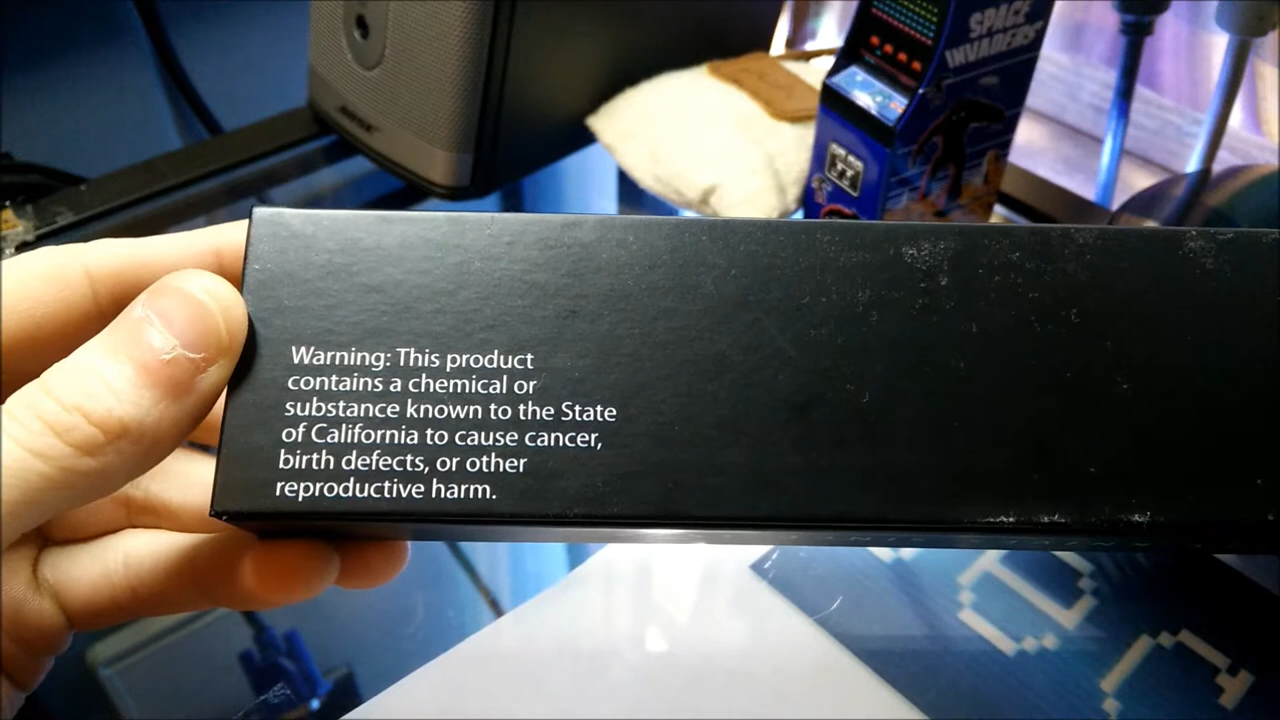 SPACE
INVADERS
BOSE
Warning: This product
contains a chemical or
substance known to the State
of California to cause cancer,
birth defects, or other
reproductive harm.